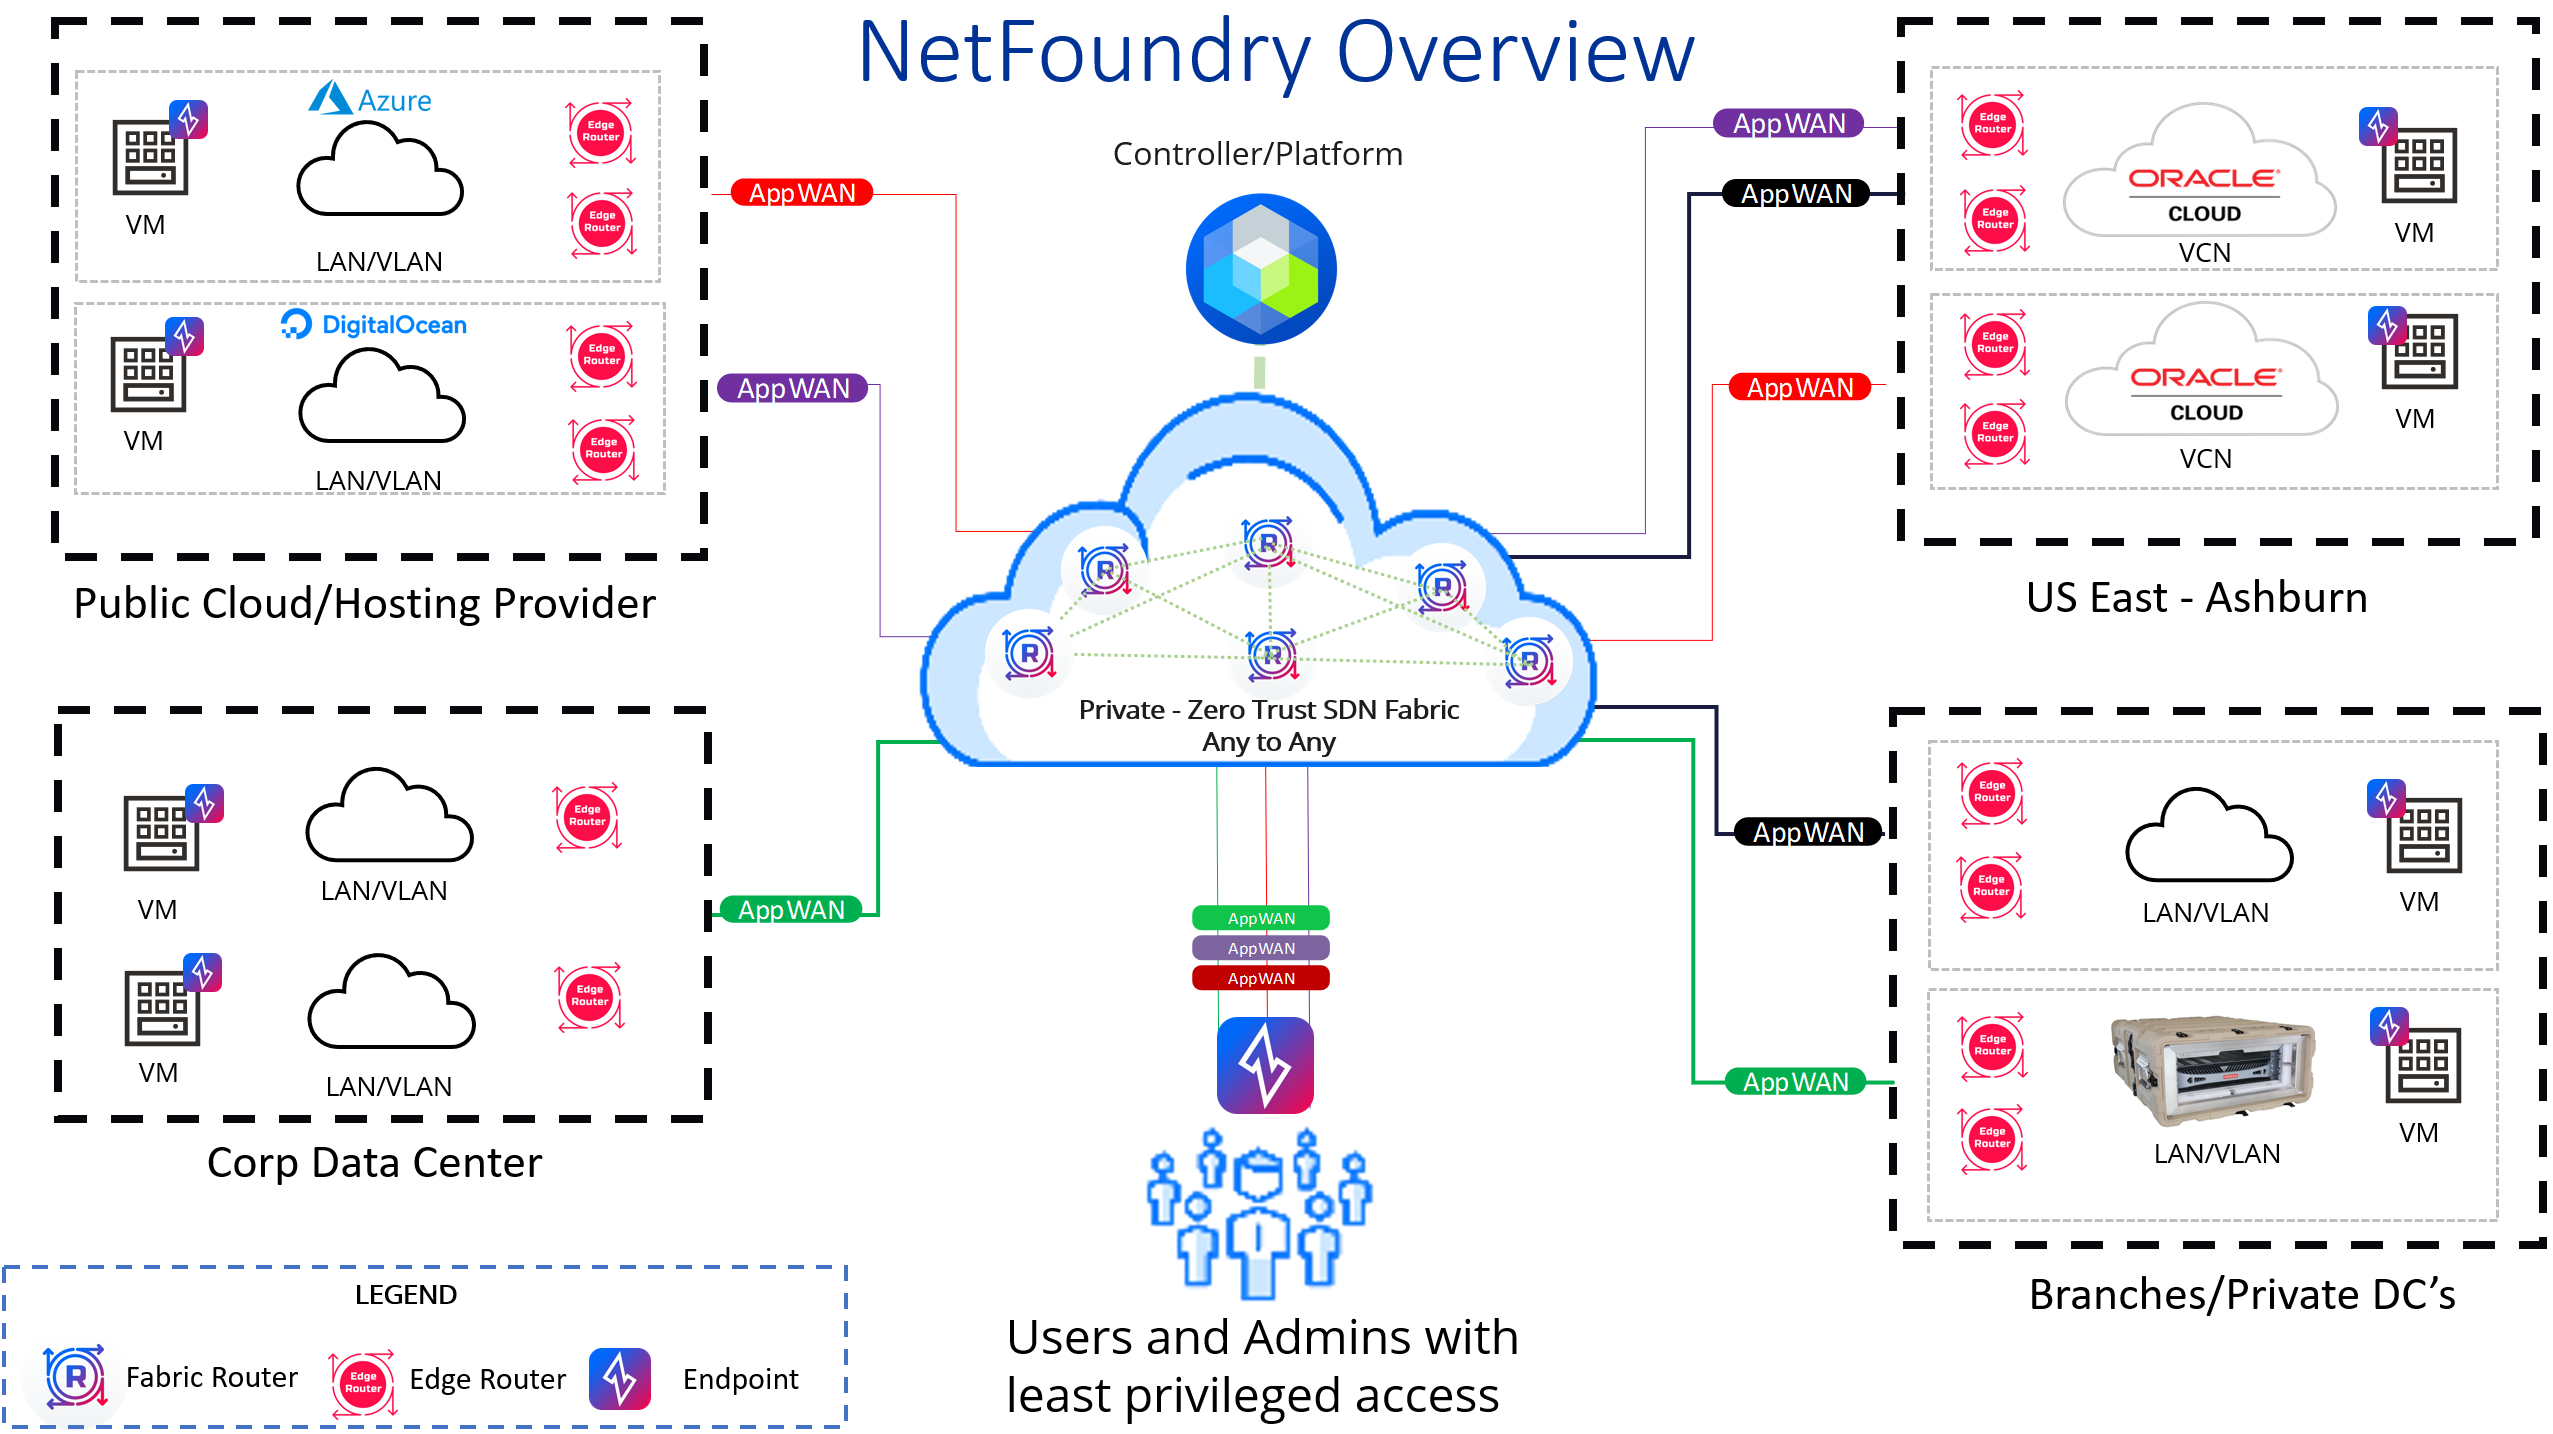 NetFoundry Overview
Controller/Platform
Azure
VM
LAN/VLAN
Edge
Router
Edge
Router
DigitalOcean
VM
LAN/VLAN
Edge
Router
Edge
Router
Public Cloud/Hosting Provider
AppWAN
AppWAN
AppWAN
AppWAN
AppWAN
Edge
Router
Edge
Router
ORACLE
CLOUD
VCN
VM
Edge
Router
Edge
Router
ORACLE
CLOUD
VCN
VM
US East - Ashburn
R
R
R
R
R
R
Private - Zero Trust SDN Fabric
Any to Any
VM
LAN/VLAN
Edge
Router
VM
LAN/VLAN
Edge
Router
Corp Data Center
AppWAN
AppWAN
AppWAN
AppWAN
AppWAN
AppWAN
Edge
Router
Edge
Router
LAN/VLAN
VM
Edge
Router
Edge
Router
LAN/VLAN
VM
Branches/Private DC’s
Users and Admins with
least privileged access
LEGEND
R
Fabric Router
Edge
Router
Edge Router
Endpoint